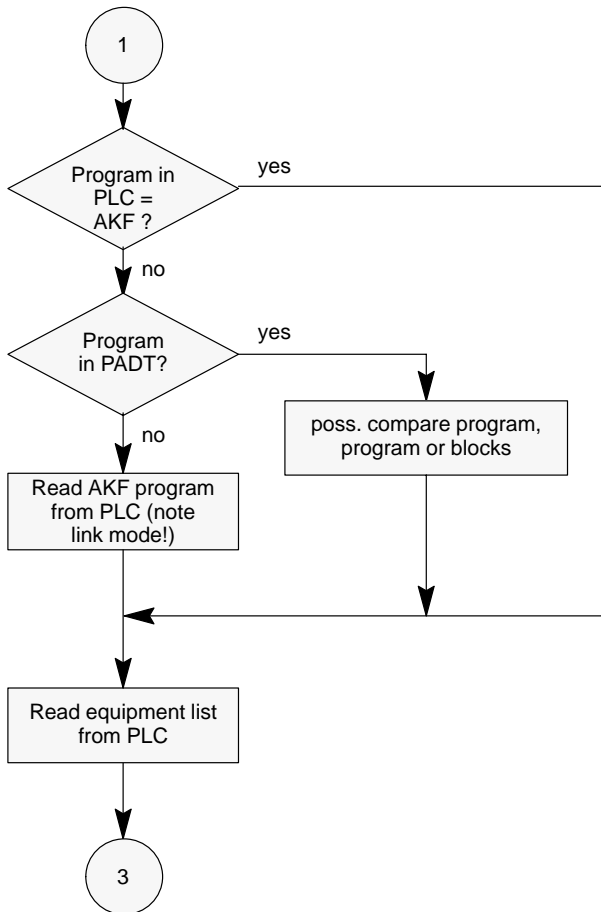 1
Program in
PLC =
AKF ?
yes
no
Program
in PADT?
yes
no
poss. compare program,
program or blocks
Read AKF program
from PLC (note
link mode!)
Read equipment list
from PLC
3